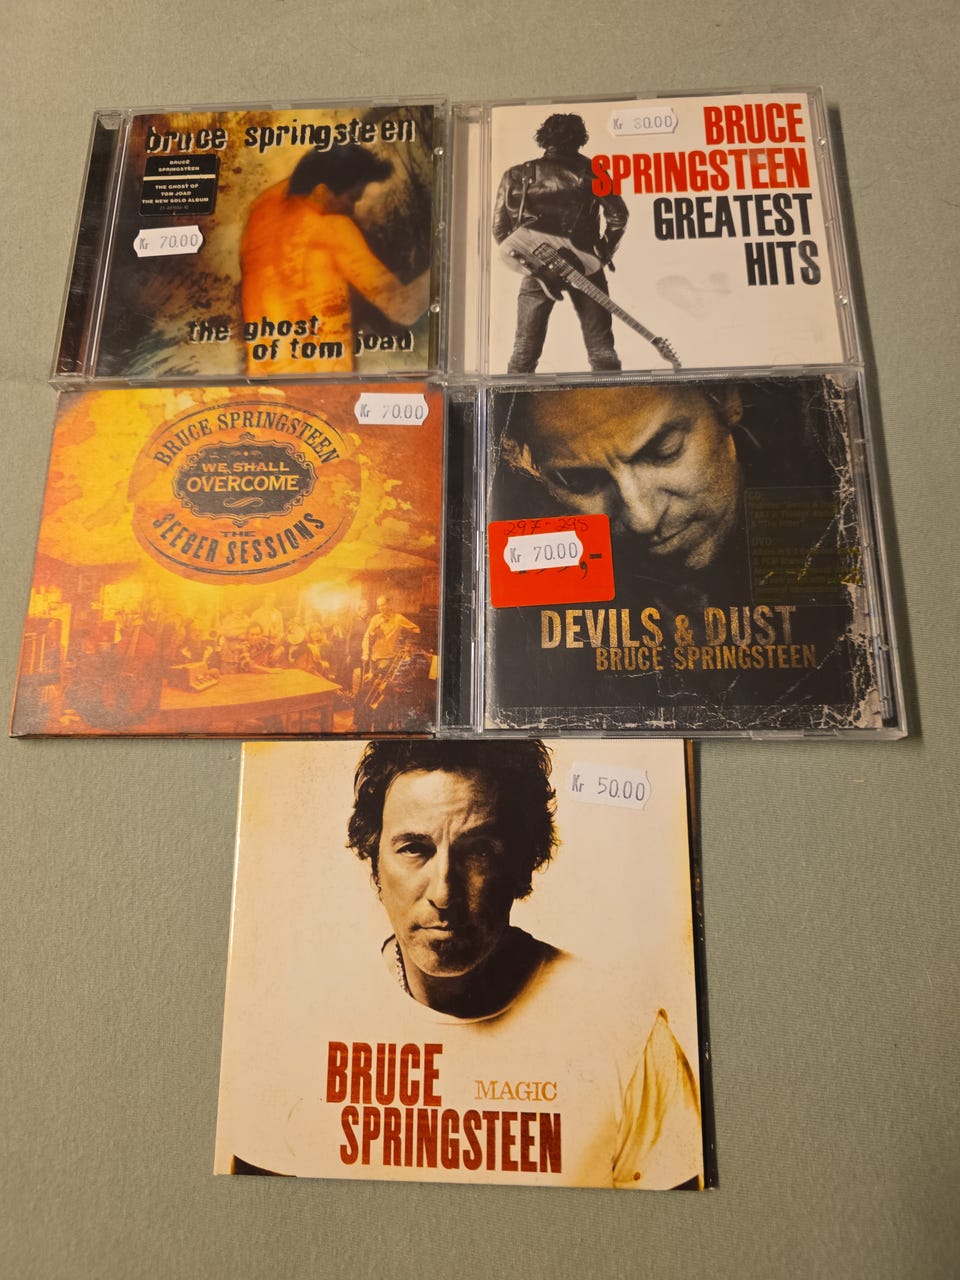 bruce springsteen
BRUCE
SPRINGSTEEN
THE GHOST OF
TOM JOAD
THE NEW SOLO ALBUM
Kr 70.00
the ghost
of tom joad
Kr 80.00
BRUCE
SPRINGSTEEN
GREATEST
HITS
Kr 70.00
BRUCE SPRINGSTEEN
WE SHALL
OVERCOME
THE
SEEGER SESSIONS
297-298
Kr 70.00
,-
DEVILS & DUST
BRUCE SPRINGSTEEN
CD
DVD:
Kr 50.00
BRUCE
MAGIC
SPRINGSTEEN